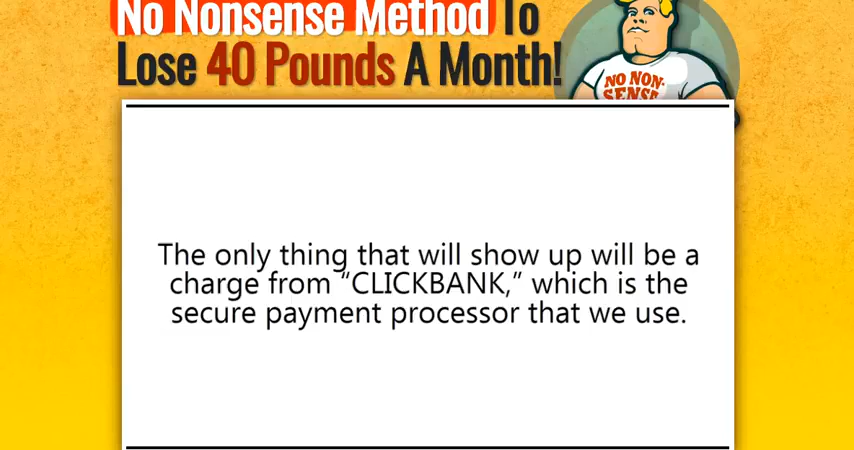 No Nonsense Method To
Lose 40 Pounds A Month!
NO NON-
SENSE
The only thing that will show up will be a
charge from “CLICKBANK,” which is the
secure payment processor that we use.